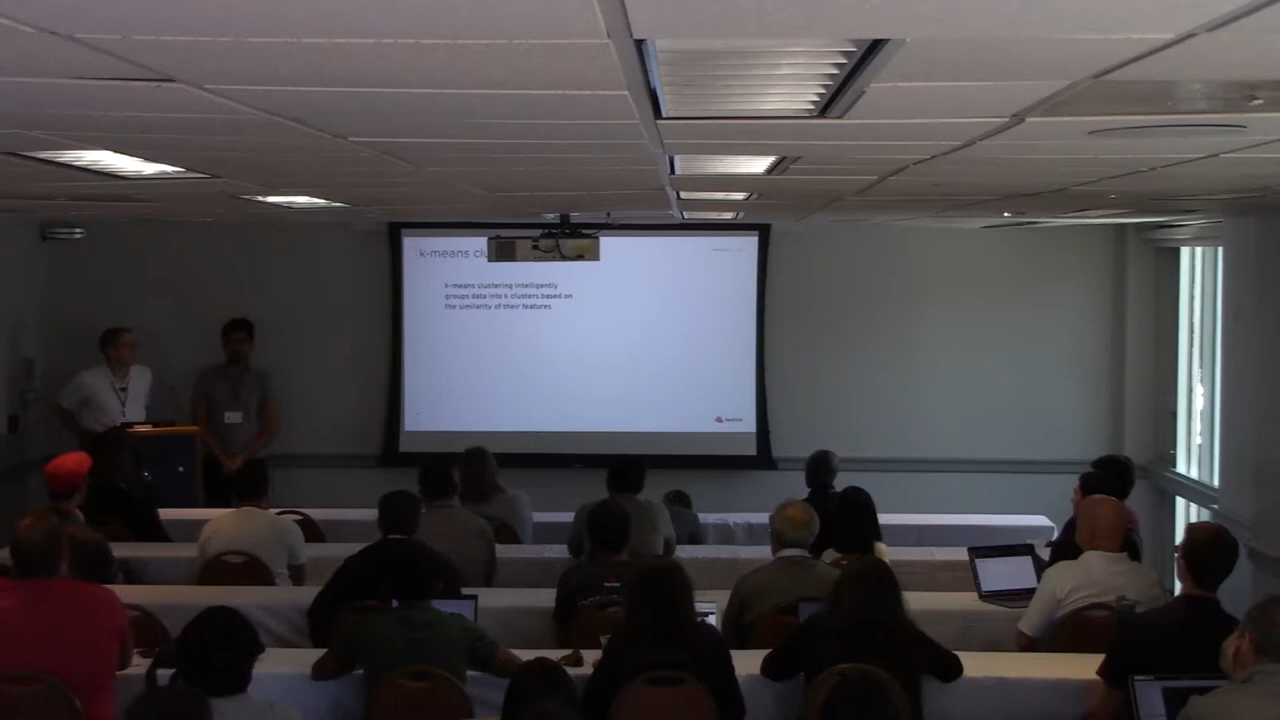 k-means clu
k-means clustering intelligently
groups data into k clusters based on
the similarity of their features.